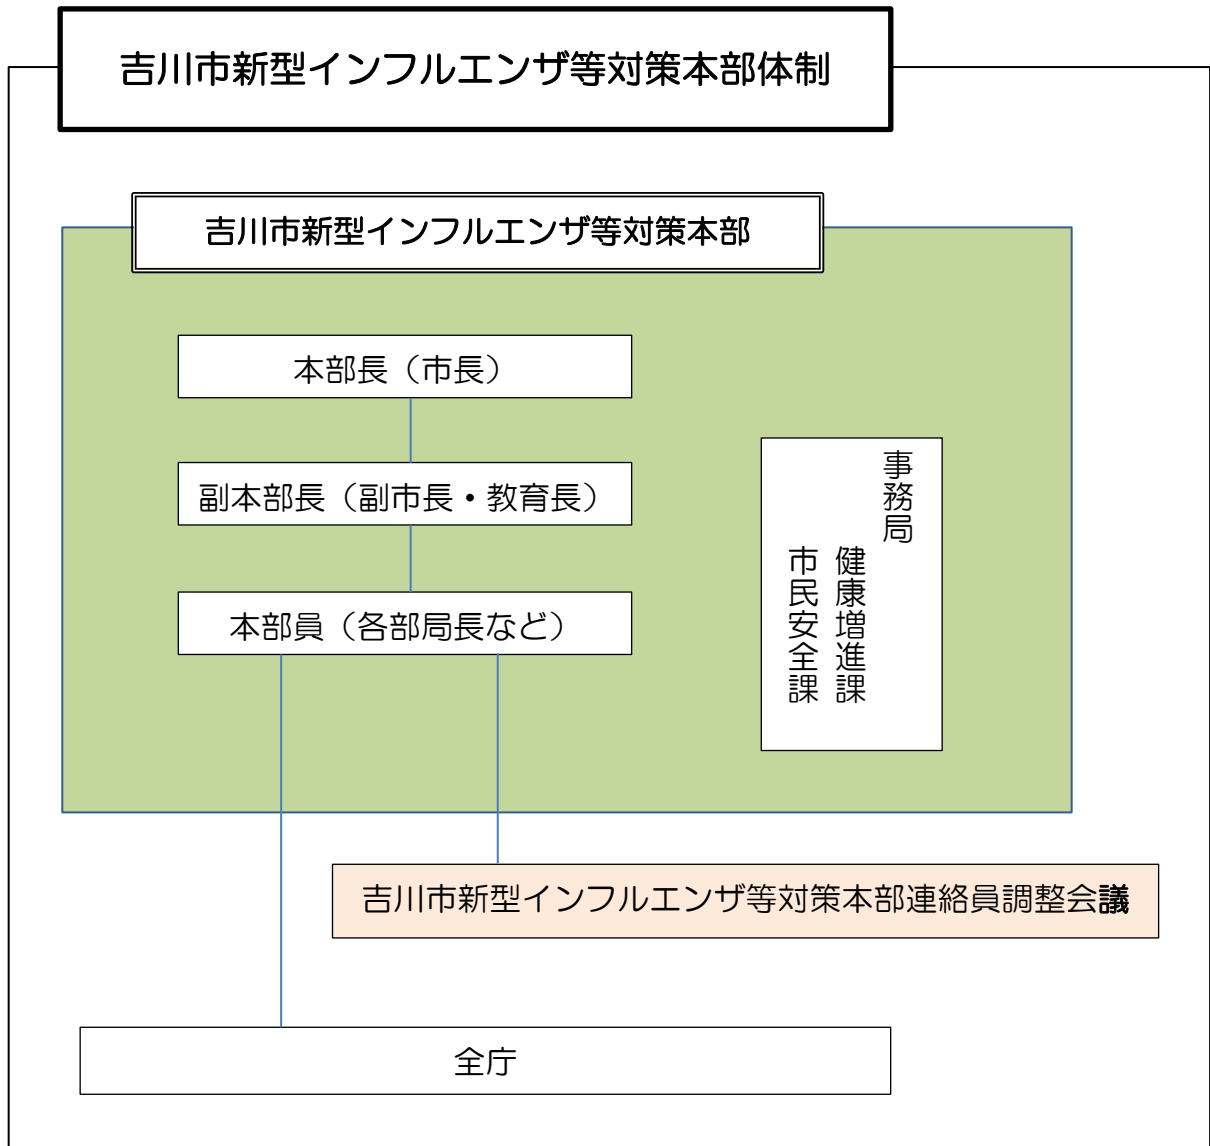 吉川市新型インフルエンザ等対策本部体制
吉川市新型インフルエンザ等対策本部
本部長（市長）
副本部長（副市長・教育長）
本部員（各部局長など）
事務局
健康増進課
市民安全課
吉川市新型インフルエンザ等対策本部連絡員調整会議
全庁